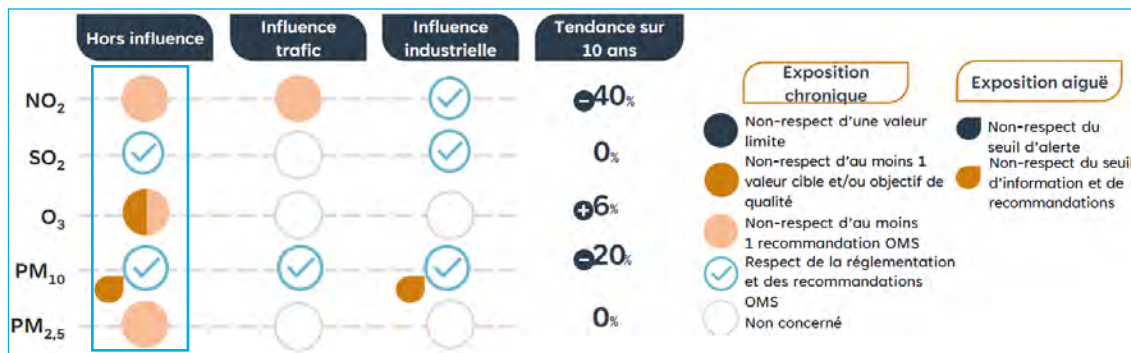 Hors influence
Influence
trafic
Influence
industrielle
Tendance sur
10 ans
NO₂
-40%
SO₂
0%
O₃
+6%
PM₁₀
-20%
PM₂,₅
0%
Exposition
chronique
Non-respect d'une valeur
limite
Non-respect d'au moins 1
valeur cible et/ou objectif de
qualité
Non-respect d'au moins
1 recommandation OMS
Respect de la réglementation
et des recommandations
OMS
Non concerné
Exposition aiguë
Non-respect du
seuil d'alerte
Non-respect du seuil
d'information et de
recommandations